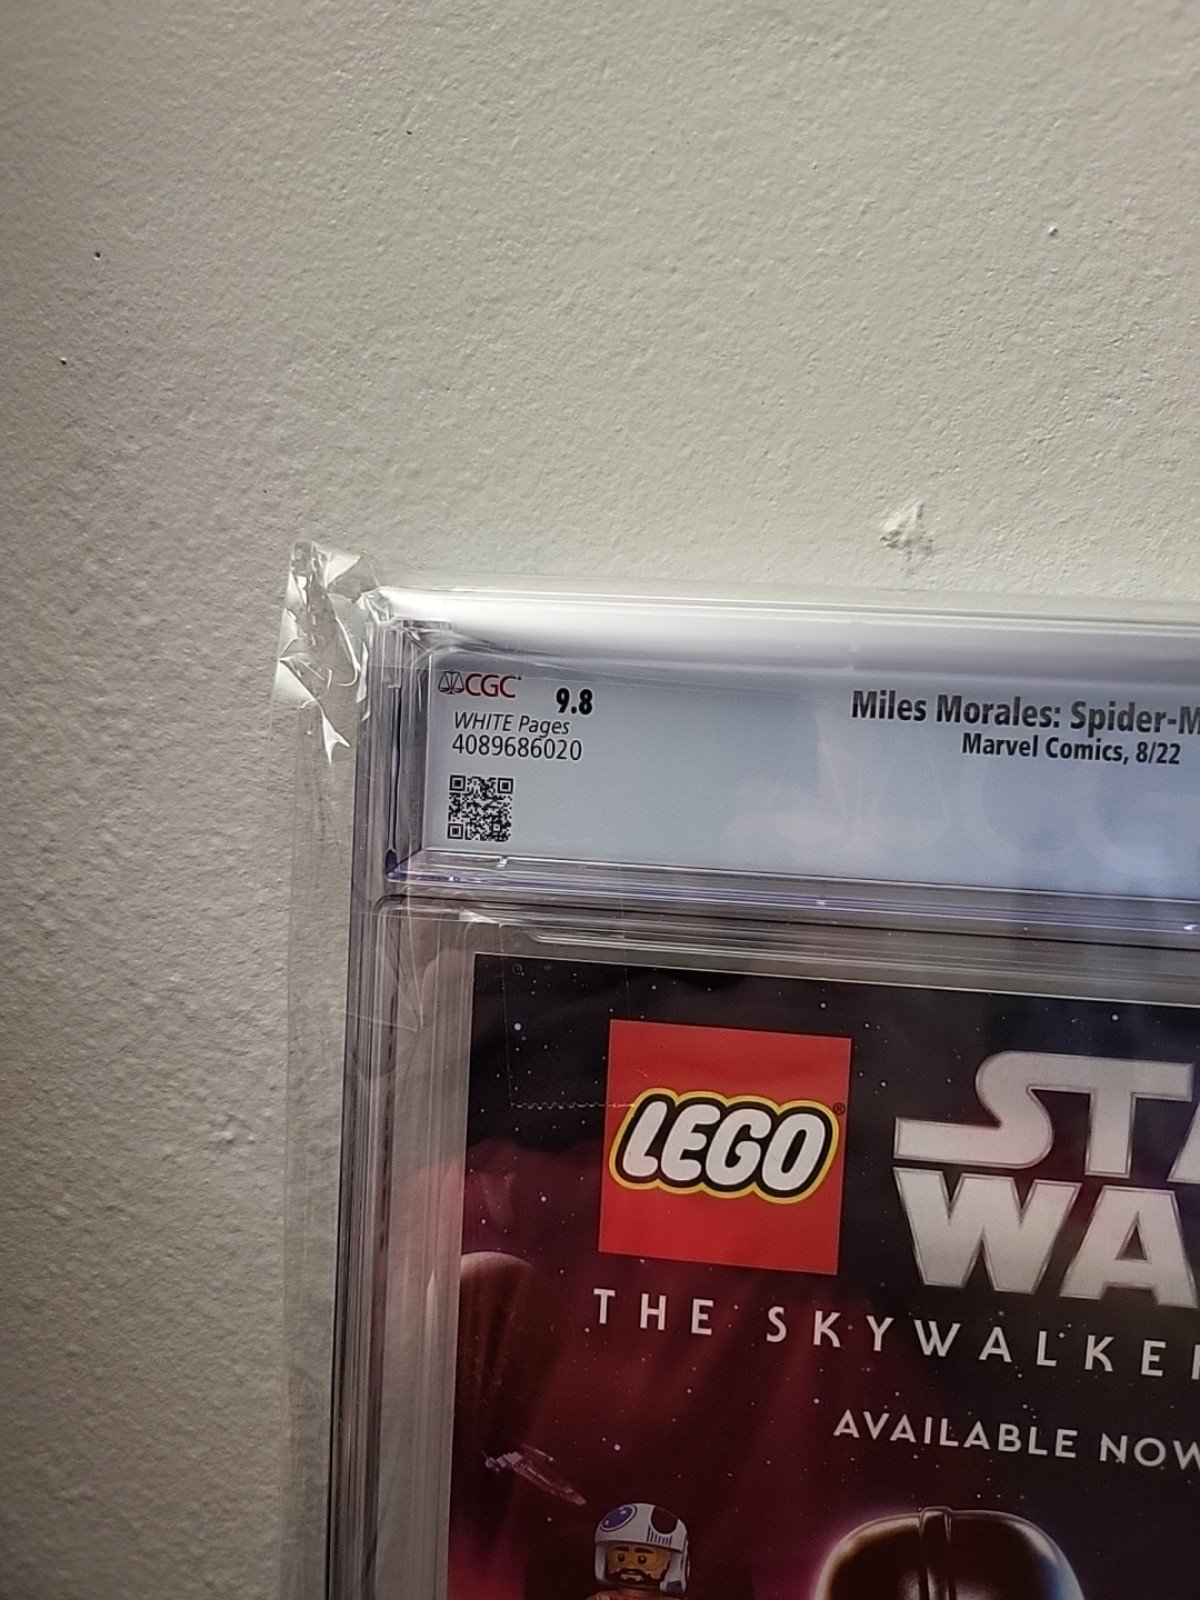 CGC
9.8
WHITE Pages
4089686020
Miles Morales: Spider-M
Marvel Comics, 8/22
LEGO®
STA
WA
THE SKYWALKER
AVAILABLE NOW